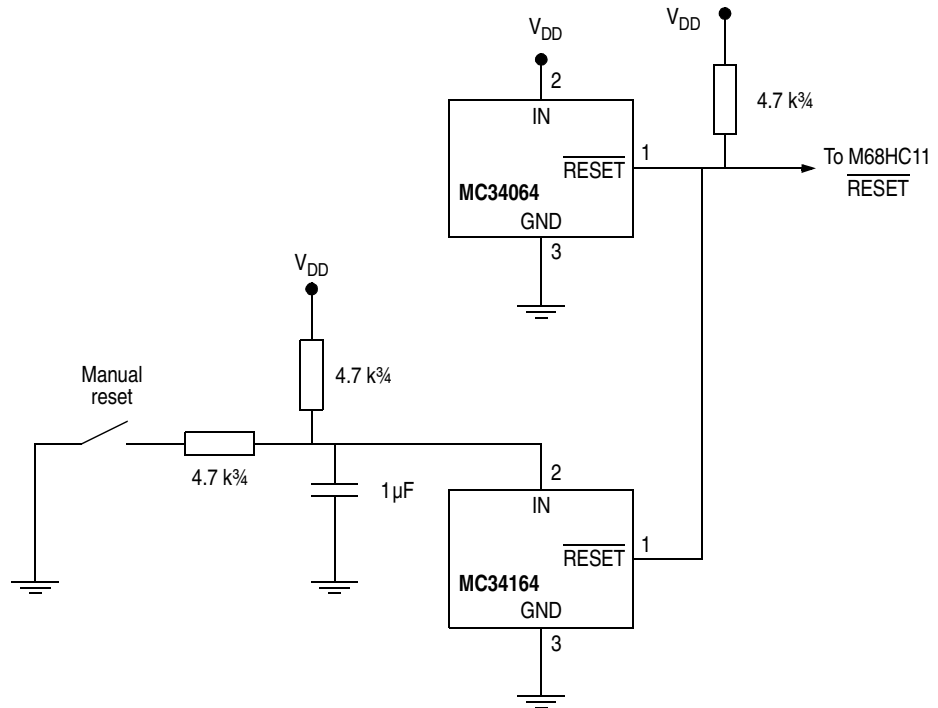 VDD
VDD
2
IN
4.7 k¾
RESET
1
To M68HC11
RESET
MC34064
GND
3
VDD
4.7 k¾
Manual
reset
4.7 k¾
1µF
2
IN
RESET
1
MC34164
GND
3